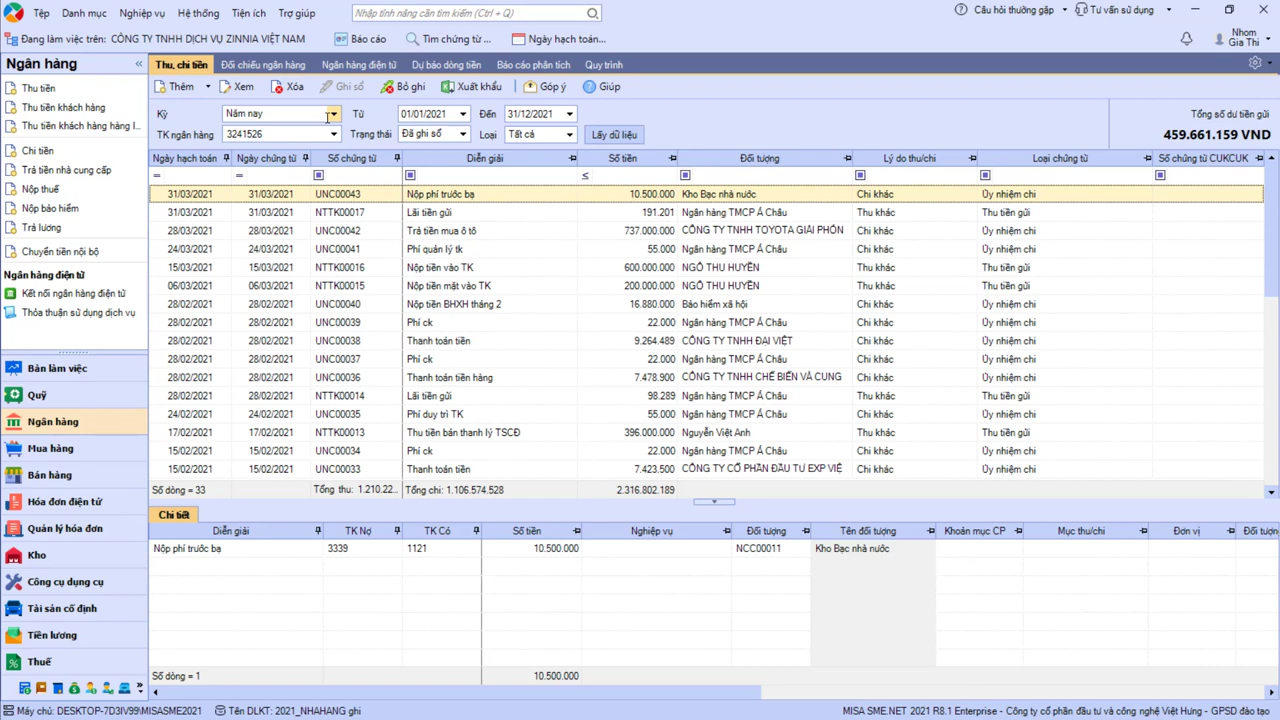 Tệp Danh mục Nghiệp vụ Hệ thống Tiện ích Trợ giúp Nhập tính năng cần tìm kiếm (Ctrl + Q) Câu hỏi thường gặp Tư vấn sử dụng
Đang làm việc trên: CÔNG TY TNHH DỊCH VỤ ZINNIA VIỆT NAM Báo cáo Tìm chứng từ ... Ngày hạch toán... Nhom Gia Thi
Ngân hàng «
Thu tiền
Thu tiền khách hàng
Thu tiền khách hàng hàng l...
Chi tiền
Trả tiền nhà cung cấp
Nộp thuế
Nộp bảo hiểm
Trả lương
Chuyển tiền nội bộ
Ngân hàng điện tử
Kết nối ngân hàng điện tử
Thỏa thuận sử dụng dịch vụ
Bàn làm việc
Quỹ
Ngân hàng
Mua hàng
Bán hàng
Hóa đơn điện tử
Quản lý hóa đơn
Kho
Công cụ dụng cụ
Tài sản cố định
Tiền lương
Thuế
Thu, chi tiền Đối chiếu ngân hàng Ngân hàng điện tử Dự báo dòng tiền Báo cáo phân tích Quy trình
Thêm Xem Xóa Ghi sổ Bỏ ghi Xuất khẩu Góp ý Giúp
Kỳ Năm nay Từ 01/01/2021 Đến 31/12/2021 Tổng số dư tiền gửi
TK ngân hàng 3241526 Trạng thái Đã ghi sổ Loại Tất cả Lấy dữ liệu 459.661.159 VND
Ngày hạch toán Ngày chứng từ Số chứng từ Diễn giải Số tiền Đối tượng Lý do thu/chi Loại chứng từ Số chứng từ CUKCUK
= = ≤
31/03/2021 31/03/2021 UNC00043 Nộp phí trước bạ 10.500.000 Kho Bạc nhà nước Chi khác Ủy nhiệm chi
31/03/2021 31/03/2021 NTTK00017 Lãi tiền gửi 191.201 Ngân hàng TMCP Á Châu Thu khác Thu tiền gửi
28/03/2021 28/03/2021 UNC00042 Trả tiền mua ô tô 737.000.000 CÔNG TY TNHH TOYOTA GIẢI PHÓN Chi khác Ủy nhiệm chi
24/03/2021 24/03/2021 UNC00041 Phí quản lý tk 55.000 Ngân hàng TMCP Á Châu Chi khác Ủy nhiệm chi
15/03/2021 15/03/2021 NTTK00016 Nộp tiền vào TK 600.000.000 NGÔ THU HUYỀN Thu khác Thu tiền gửi
06/03/2021 06/03/2021 NTTK00015 Nộp tiền mặt vào TK 200.000.000 NGÔ THU HUYỀN Thu khác Thu tiền gửi
28/02/2021 28/02/2021 UNC00040 Nộp tiền BHXH tháng 2 16.880.000 Bảo hiểm xã hội Chi khác Ủy nhiệm chi
28/02/2021 28/02/2021 UNC00039 Phí ck 22.000 Ngân hàng TMCP Á Châu Chi khác Ủy nhiệm chi
28/02/2021 28/02/2021 UNC00038 Thanh toán tiền 9.264.489 CÔNG TY TNHH ĐẠI VIỆT Chi khác Ủy nhiệm chi
28/02/2021 28/02/2021 UNC00037 Phí ck 22.000 Ngân hàng TMCP Á Châu Chi khác Ủy nhiệm chi
28/02/2021 28/02/2021 UNC00036 Thanh toán tiền hàng 7.478.900 CÔNG TY TNHH CHẾ BIẾN VÀ CUNG Chi khác Ủy nhiệm chi
28/02/2021 28/02/2021 NTTK00014 Lãi tiền gửi 98.289 Ngân hàng TMCP Á Châu Thu khác Thu tiền gửi
24/02/2021 24/02/2021 UNC00035 Phí duy trì TK 55.000 Ngân hàng TMCP Á Châu Chi khác Ủy nhiệm chi
17/02/2021 17/02/2021 NTTK00013 Thu tiền bán thanh lý TSCĐ 396.000.000 Nguyễn Việt Anh Thu khác Thu tiền gửi
15/02/2021 15/02/2021 UNC00034 Phí ck 22.000 Ngân hàng TMCP Á Châu Chi khác Ủy nhiệm chi
15/02/2021 15/02/2021 UNC00033 Thanh toán tiền 7.423.500 CÔNG TY CỔ PHẦN ĐẦU TƯ EXP VIỆ Chi khác Ủy nhiệm chi
Số dòng = 33 Tổng thu: 1.210.22... Tổng chi: 1.106.574.528 2.316.802.189
Chi tiết
Diễn giải TK Nợ TK Có Số tiền Nghiệp vụ Đối tượng Tên đối tượng Khoản mục CP Mục thu/chi Đơn vị Đối tượn
Nộp phí trước bạ 3339 1121 10.500.000 NCC00011 Kho Bạc nhà nước
Số dòng = 1 10.500.000
Máy chủ: DESKTOP-7D3IV99\MISASME2021 Tên DLKT: 2021_NHAHANG ghi MISA SME.NET 2021 R8.1 Enterprise - Công ty cổ phần đầu tư và công nghệ Việt Hưng - GPSD đào tạo